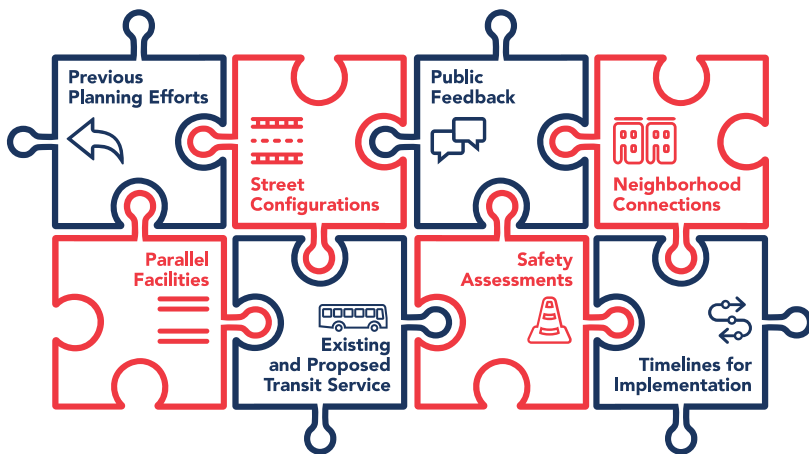 Previous
Planning Efforts
Street
Configurations
Public
Feedback
Neighborhood
Connections
Parallel
Facilities
Existing
and Proposed
Transit Service
Safety
Assessments
Timelines for
Implementation